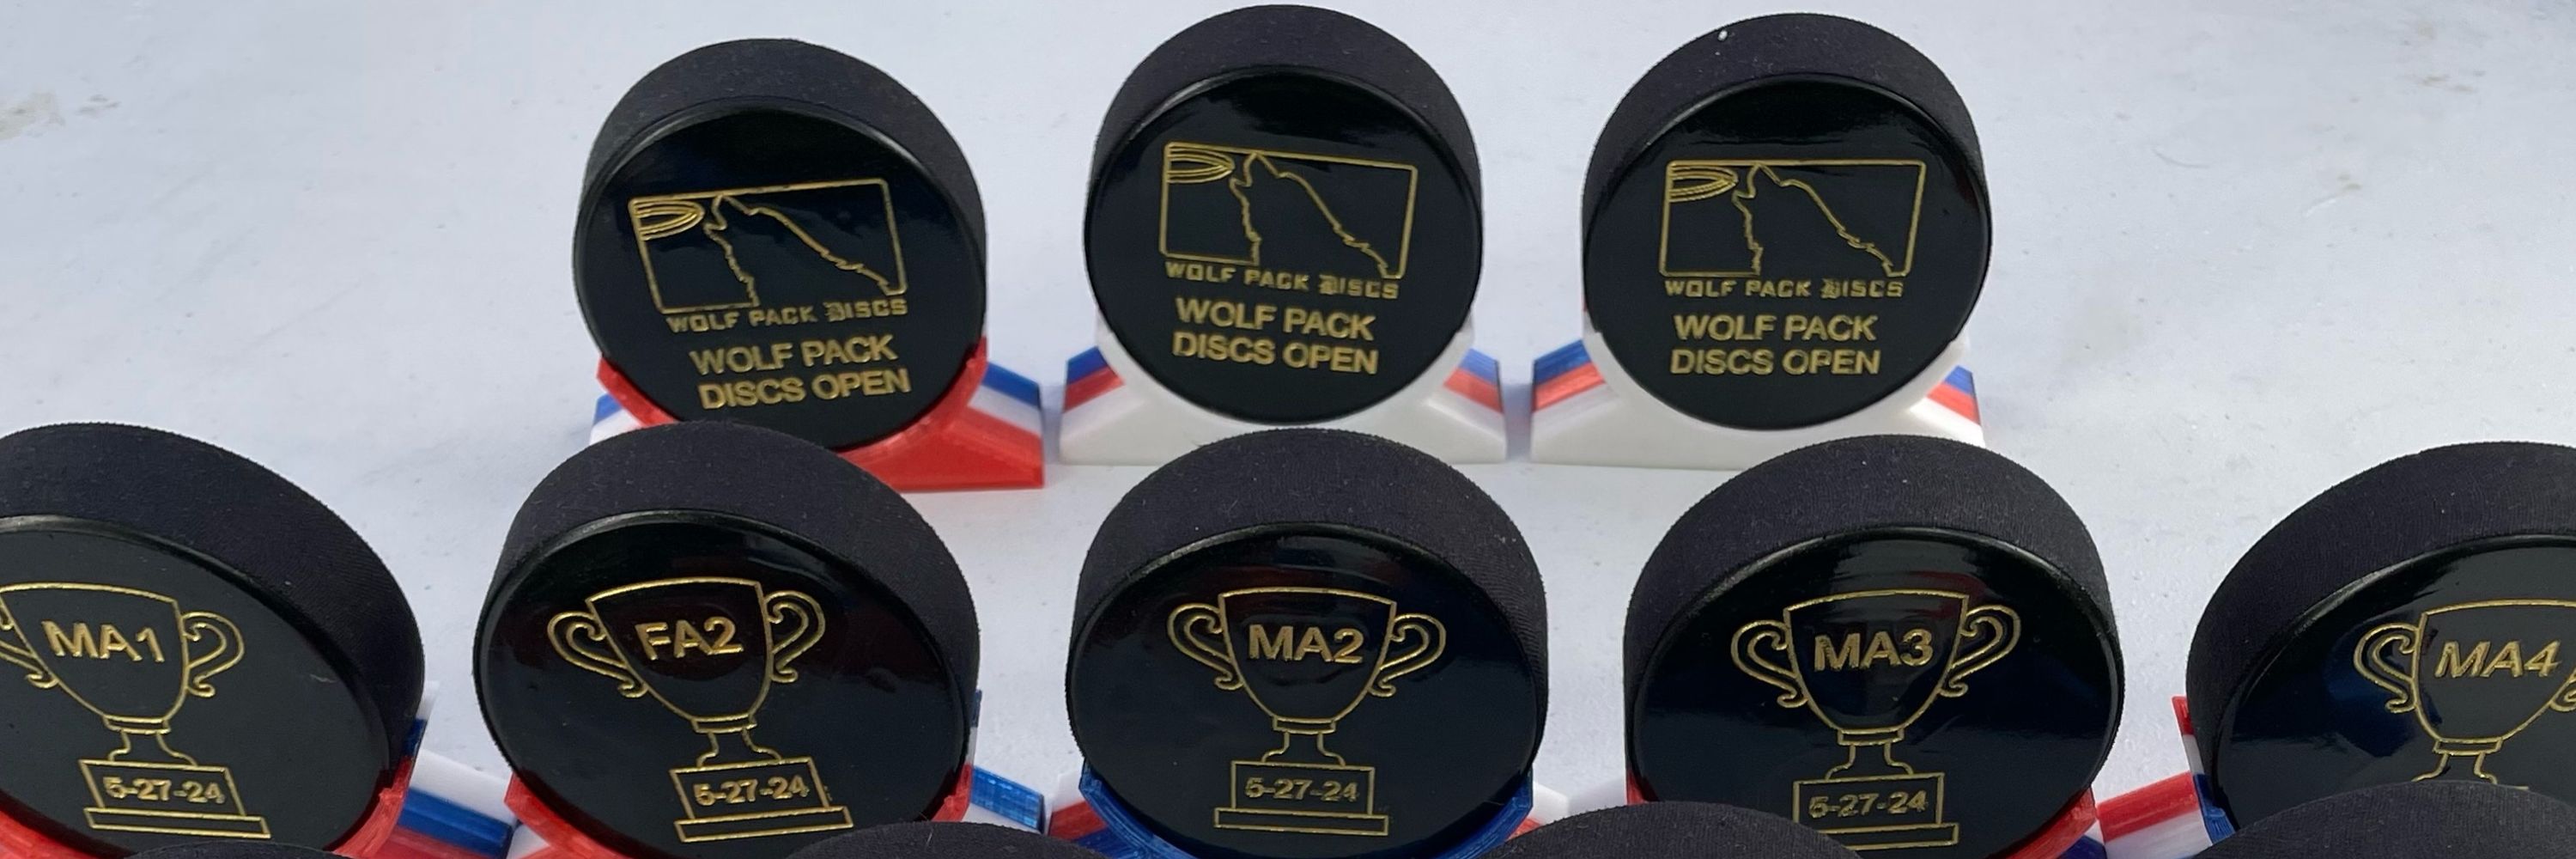 WOLF PACK DISCS
WOLF PACK
DISCS OPEN
WOLF PACK DISCS
WOLF PACK
DISCS OPEN
WOLF PACK DISCS
WOLF PACK
DISCS OPEN
MA1
5-27-24
FA2
5-27-24
MA2
5-27-24
MA3
5-27-24
MA4